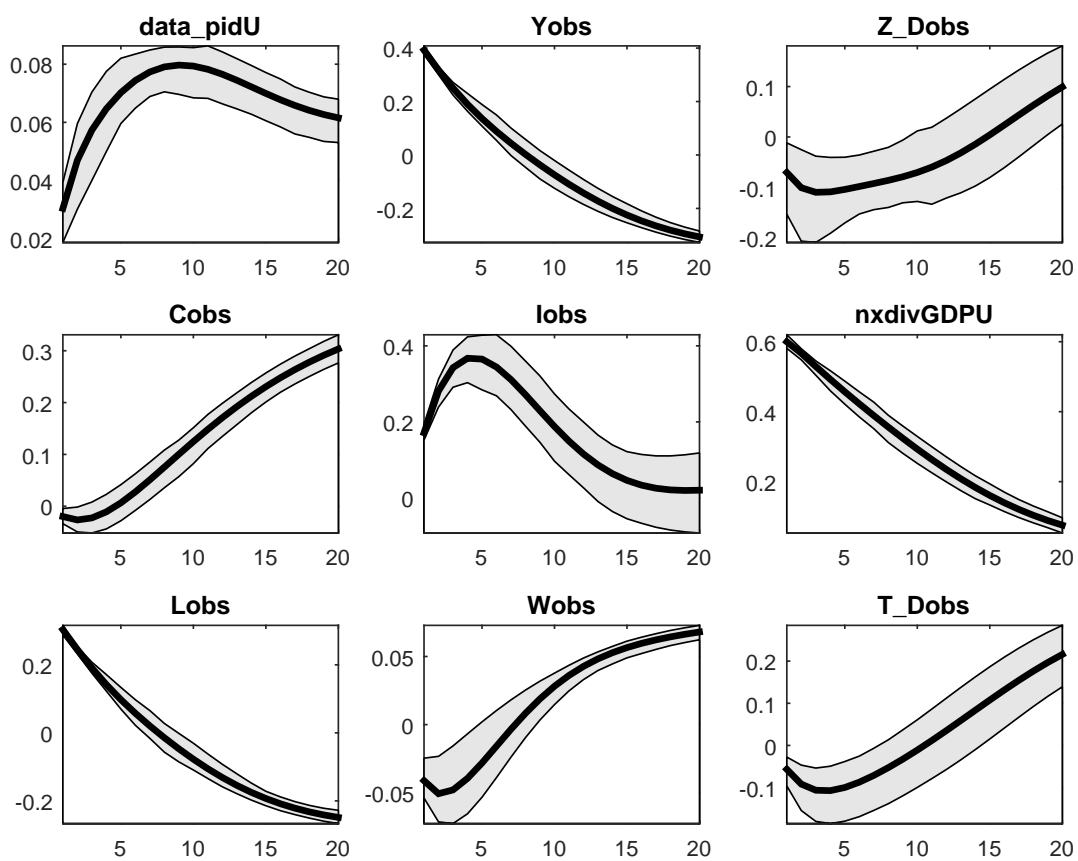 data_pidU Yobs Z_Dobs
0.08 0.4 0.1
0.06 0.2 0
0.04 0 -0.1
0.02 -0.2 -0.2
5 10 15 20 5 10 15 20 5 10 15 20
Cobs Iobs nxdivGDPU
0.3 0.4 0.6
0.2 0.2 0.4
0.1 0 0.2
0
5 10 15 20 5 10 15 20 5 10 15 20
Lobs Wobs T_Dobs
0.2 0.05 0.2
0 0 0.1
-0.2 -0.05 0
-0.1
5 10 15 20 5 10 15 20 5 10 15 20